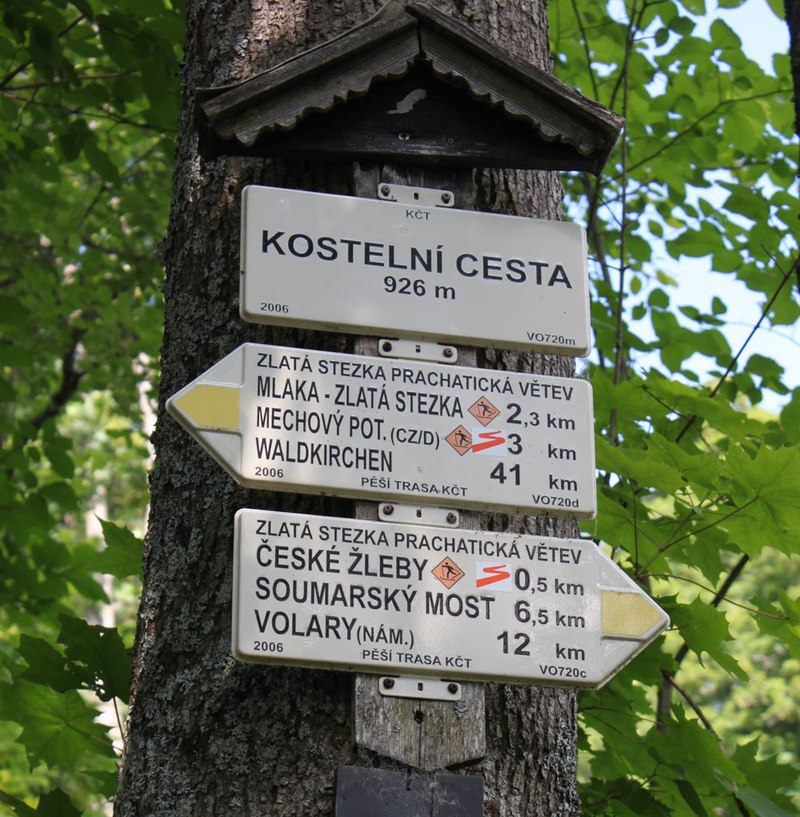 KČT
KOSTELNÍ CESTA
926 m
2006 VO720m
ZLATÁ STEZKA PRACHATICKÁ VĚTEV
MLAKA - ZLATÁ STEZKA 2,3 km
MECHOVÝ POT. (CZ/D) 3 km
WALDKIRCHEN 41 km
2006 PĚŠÍ TRASA KČT VO720d
ZLATÁ STEZKA PRACHATICKÁ VĚTEV
ČESKÉ ŽLEBY 0,5 km
SOUMARSKÝ MOST 6,5 km
VOLARY (NÁM.) 12 km
2006 PĚŠÍ TRASA KČT VO720c